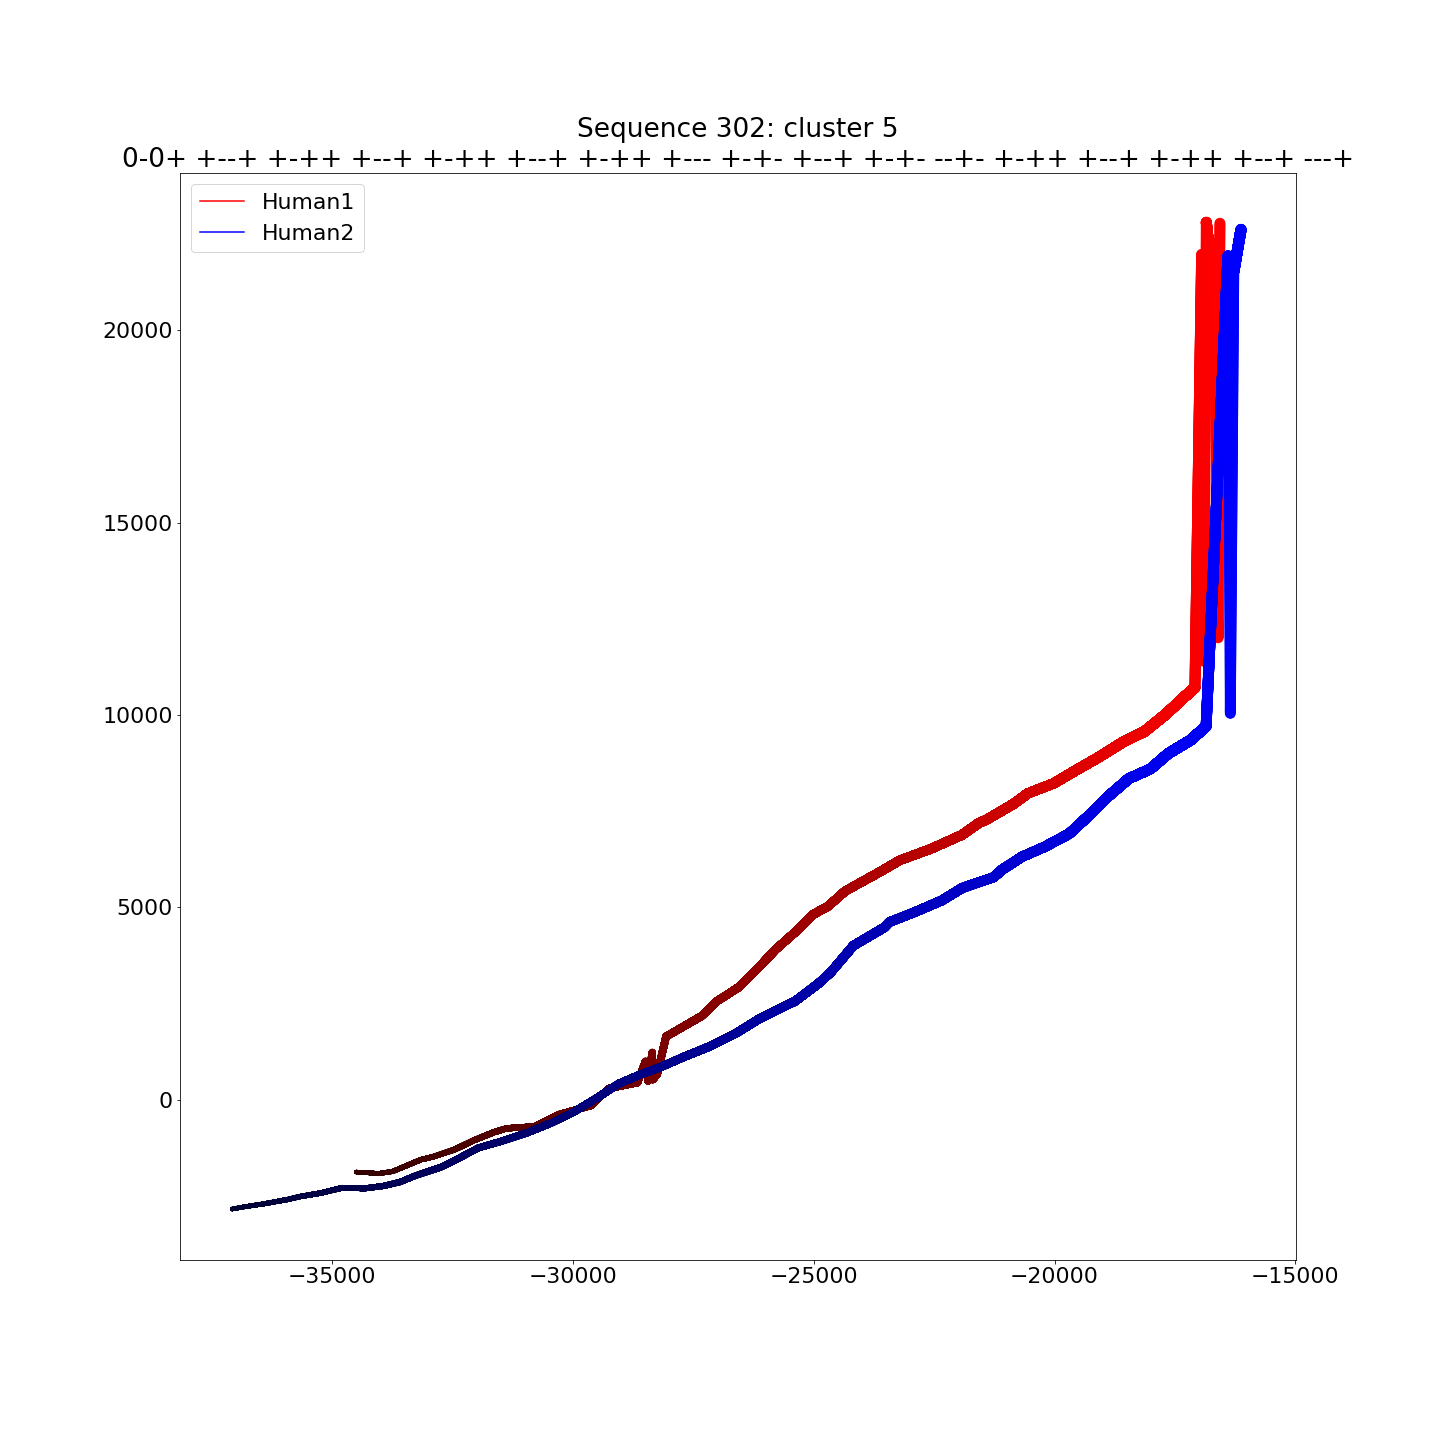 Sequence 302: cluster 5
0-0+ +--+ +-++ +--+ +-++ +--+ +-++ +--- +-+- +--+ +-+- --+- +-++ +--+ +-++ +--+ ---+
Human1
Human2
20000
15000
10000
5000
0
−35000 −30000 −25000 −20000 −15000